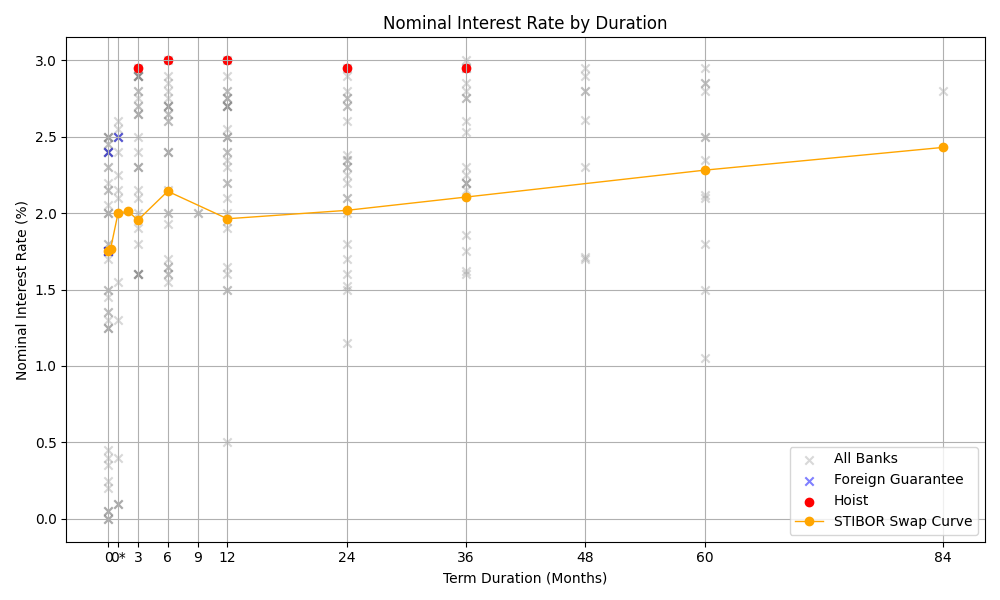 Nominal Interest Rate by Duration
Nominal Interest Rate (%)
3.0
2.5
2.0
1.5
1.0
0.5
0.0
0 0* 3 6 9 12 24 36 48 60 84
Term Duration (Months)
All Banks
Foreign Guarantee
Hoist
STIBOR Swap Curve